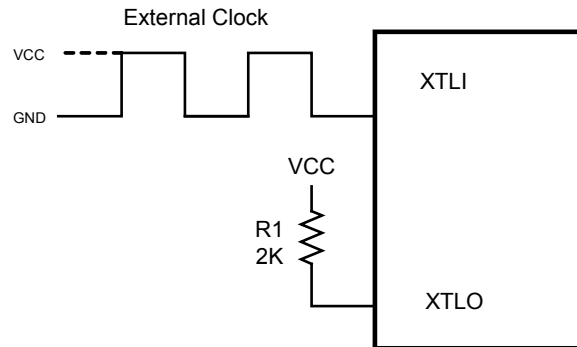 External Clock
VCC
GND
XTLI
VCC
R1
2K
XTLO